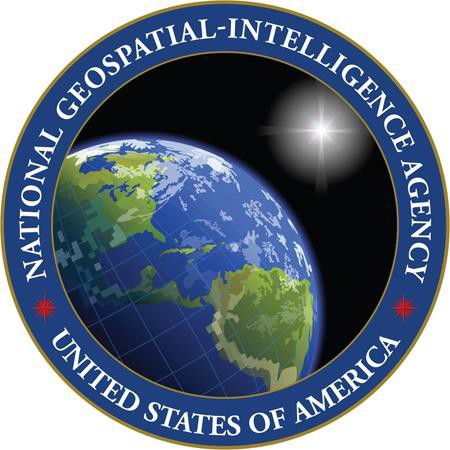 NATIONAL GEOSPATIAL-INTELLIGENCE AGENCY
UNITED STATES OF AMERICA